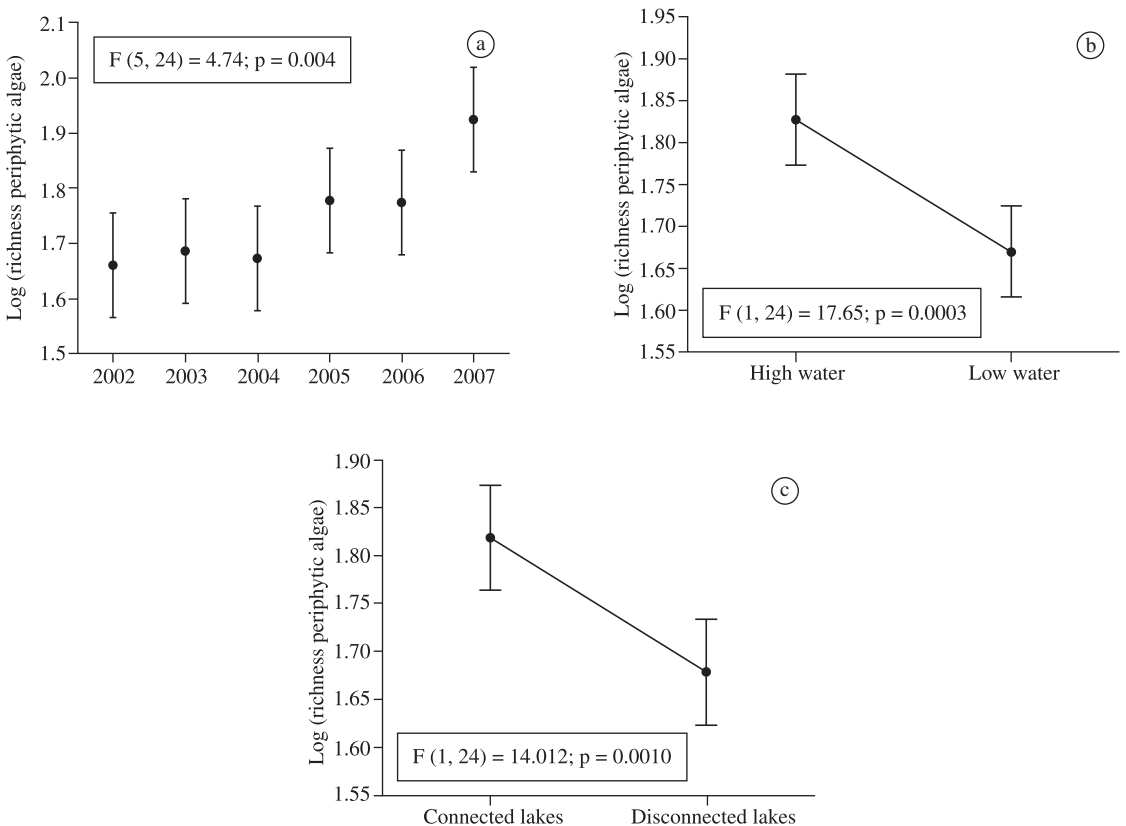 Log (richness periphytic algae)
2.1
2.0
1.9
1.8
1.7
1.6
1.5
F (5, 24) = 4.74; p = 0.004
a
2002 2003 2004 2005 2006 2007
Log (richness periphytic algae)
1.95
1.90
1.85
1.80
1.75
1.70
1.65
1.60
1.55
b
F (1, 24) = 17.65; p = 0.0003
High water Low water
Log (richness periphytic algae)
1.90
1.85
1.80
1.75
1.70
1.65
1.60
1.55
c
F (1, 24) = 14.012; p = 0.0010
Connected lakes Disconnected lakes